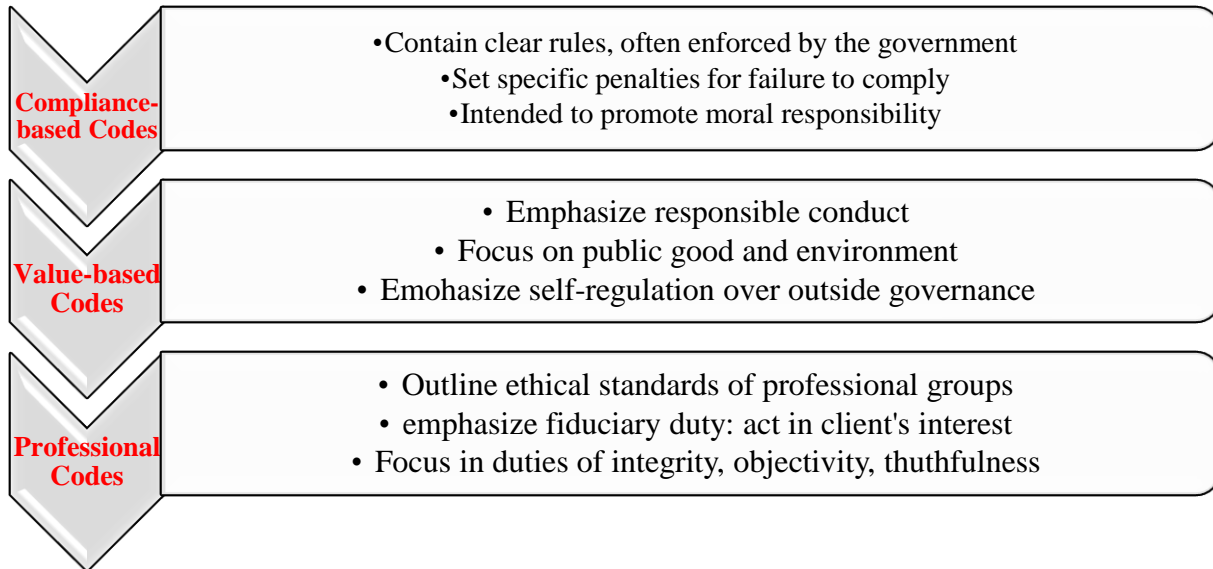 Compliance-
based Codes
•Contain clear rules, often enforced by the government
•Set specific penalties for failure to comply
•Intended to promote moral responsibility
Value-based
Codes
• Emphasize responsible conduct
• Focus on public good and environment
• Emohasize self-regulation over outside governance
Professional
Codes
• Outline ethical standards of professional groups
• emphasize fiduciary duty: act in client's interest
• Focus in duties of integrity, objectivity, thuthfulness